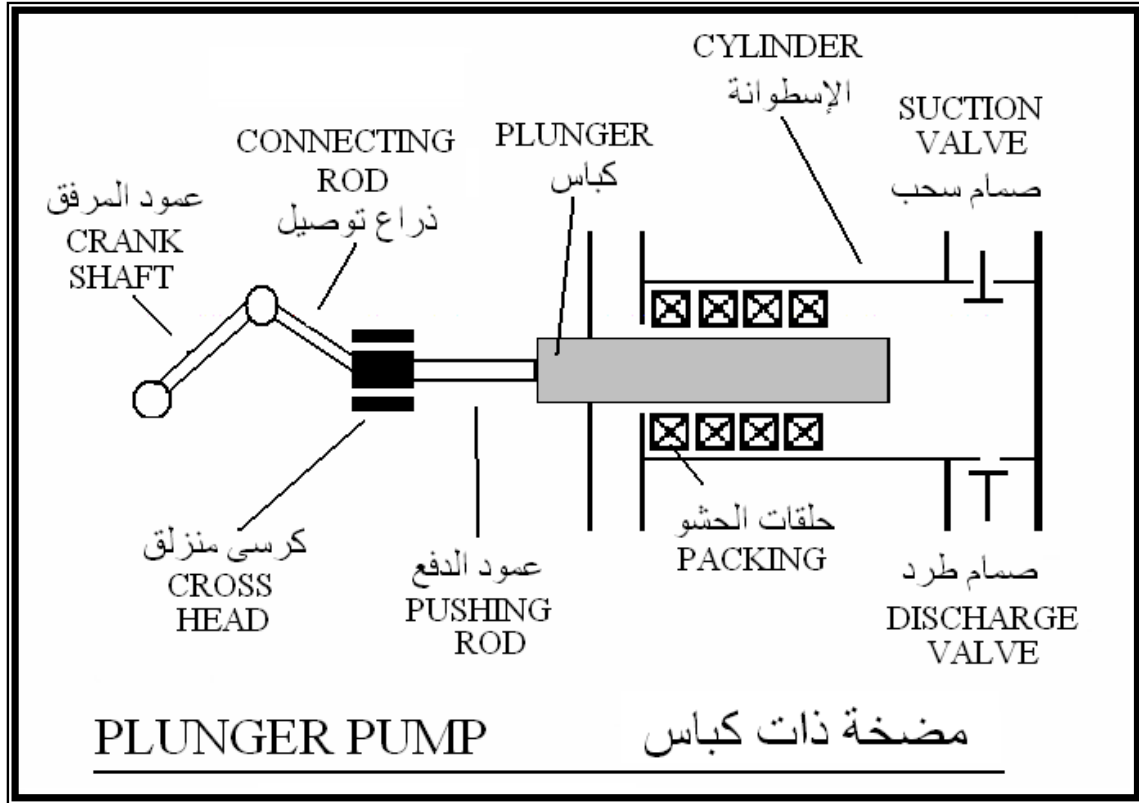 CYLINDER
الإسطوانة
SUCTION
VALVE
صمام سحب
PLUNGER
كباس
CONNECTING
ROD
ذراع توصيل
عمود المرفق
CRANK
SHAFT
كرسى منزلق
CROSS
HEAD
عمود الدفع
PUSHING
ROD
حلقات الحشو
PACKING
صمام طرد
DISCHARGE
VALVE
PLUNGER PUMP
مضخة ذات كباس